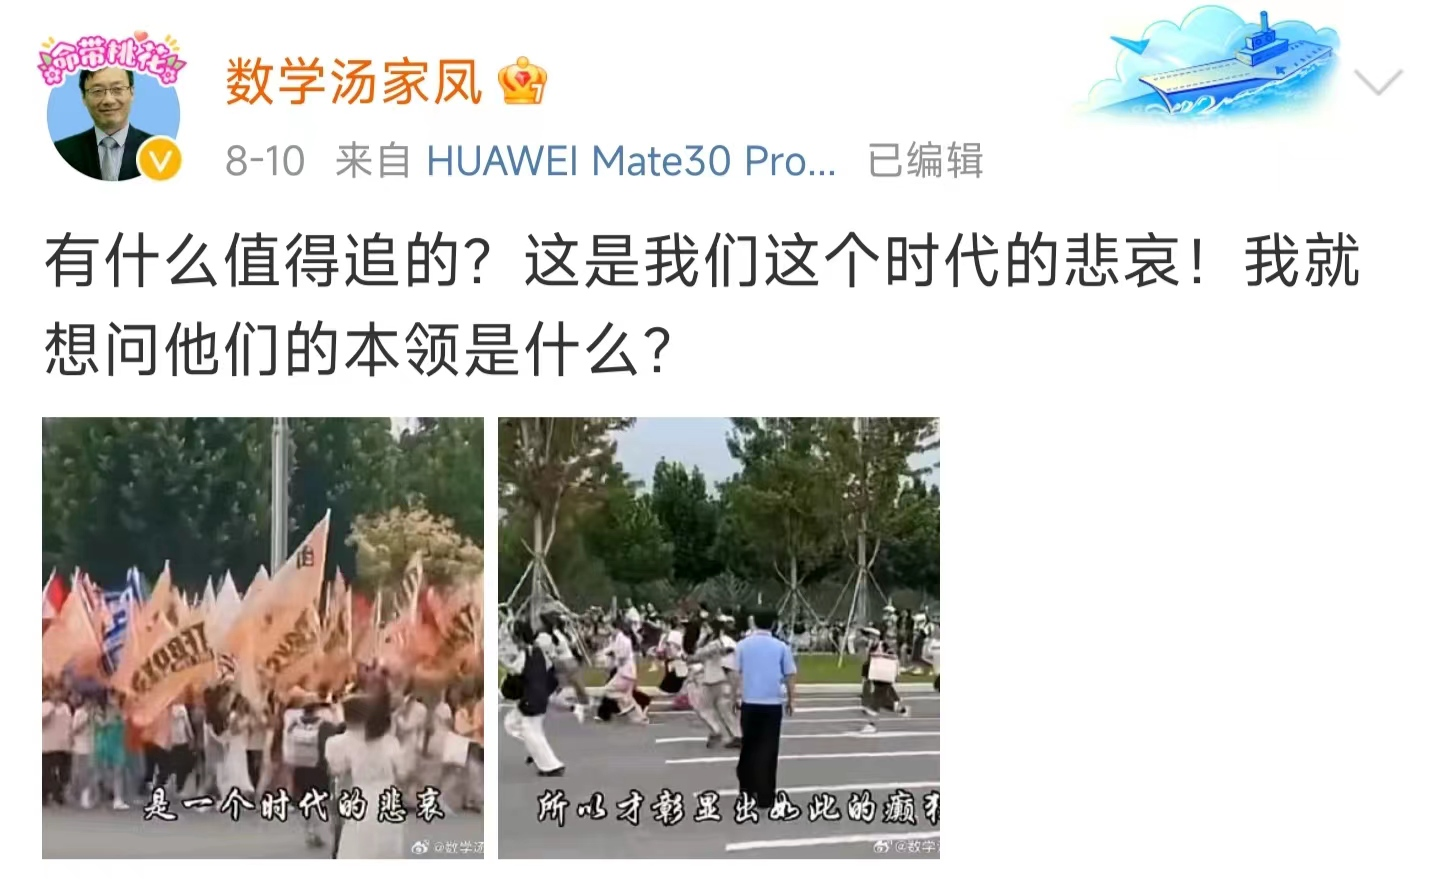 命带桃花
数学汤家凤
8-10 来自 HUAWEI Mate30 Pro... 已编辑
有什么值得追的？这是我们这个时代的悲哀！我就
想问他们的本领是什么？
是一个时代的悲哀
@数学汤
所以才彰显出如此的癫狂
@数学